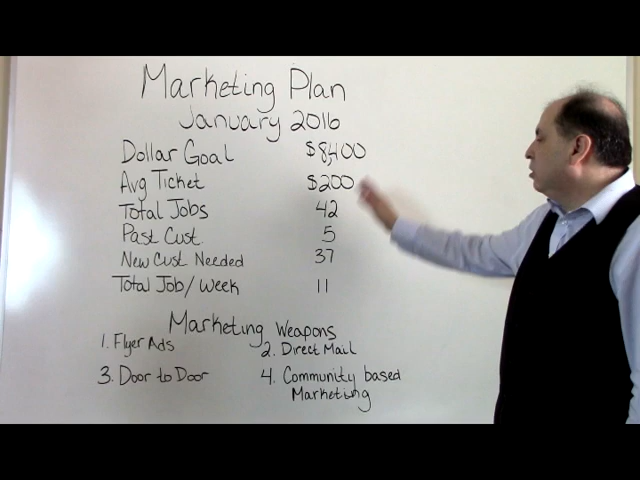 Marketing Plan
January 2016
Dollar Goal $8,400
Avg Ticket $200
Total Jobs 42
Past Cust. 5
New Cust Needed 37
Total Job/Week 11
Marketing Weapons
1. Flyer Ads 2. Direct Mail
3. Door to Door 4. Community based
Marketing